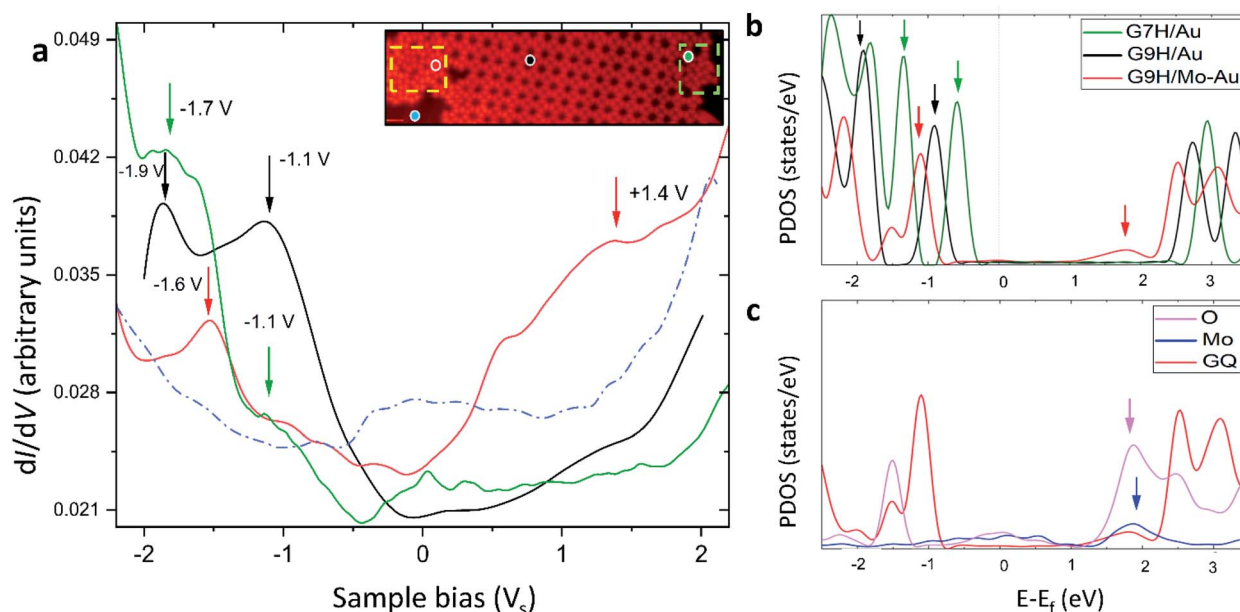 a
0.049
0.042
0.035
0.028
0.021
dI/dV (arbitrary units)
-1.7 V
-1.9 V
-1.1 V
-1.6 V
-1.1 V
+1.4 V
-2
-1
0
1
2
Sample bias (Vs)
b
G7H/Au
G9H/Au
G9H/Mo-Au
PDOS (states/eV)
-2
-1
0
1
2
3
c
O
Mo
GQ
PDOS (states/eV)
-2
-1
0
1
2
3
E-Ef (eV)